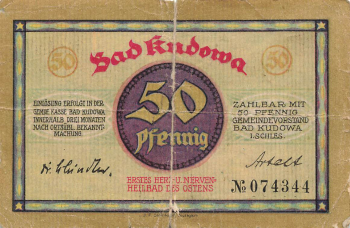 Bad Kudowa
50
50
EINLÖSUNG ERFOLGT IN DER
GEMDE. KASSE BAD KUDOWA
INNERHALB DREI MONATEN
NACH ORTSÜBL. BEKANNT-
MACHUNG.
50
Pfennig
ZAHLBAR MIT
50 PFENNIG
GEMEINDEVORSTAND
BAD KUDOWA
I. SCHLES.
ERSTES HERZ- U. NERVEN-
HEILBAD DES OSTENS
No 074344